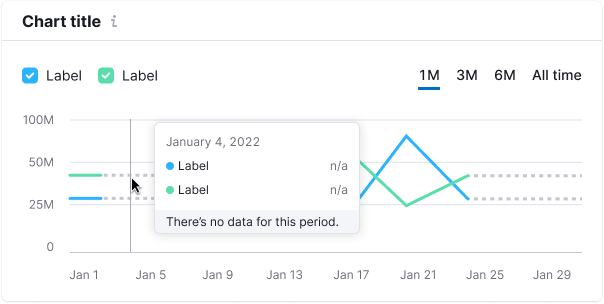 Chart title i
Label Label 1M 3M 6M All time
100M
50M
25M
0
January 4, 2022
Label n/a
Label n/a
There's no data for this period.
Jan 1 Jan 5 Jan 9 Jan 13 Jan 17 Jan 21 Jan 25 Jan 29